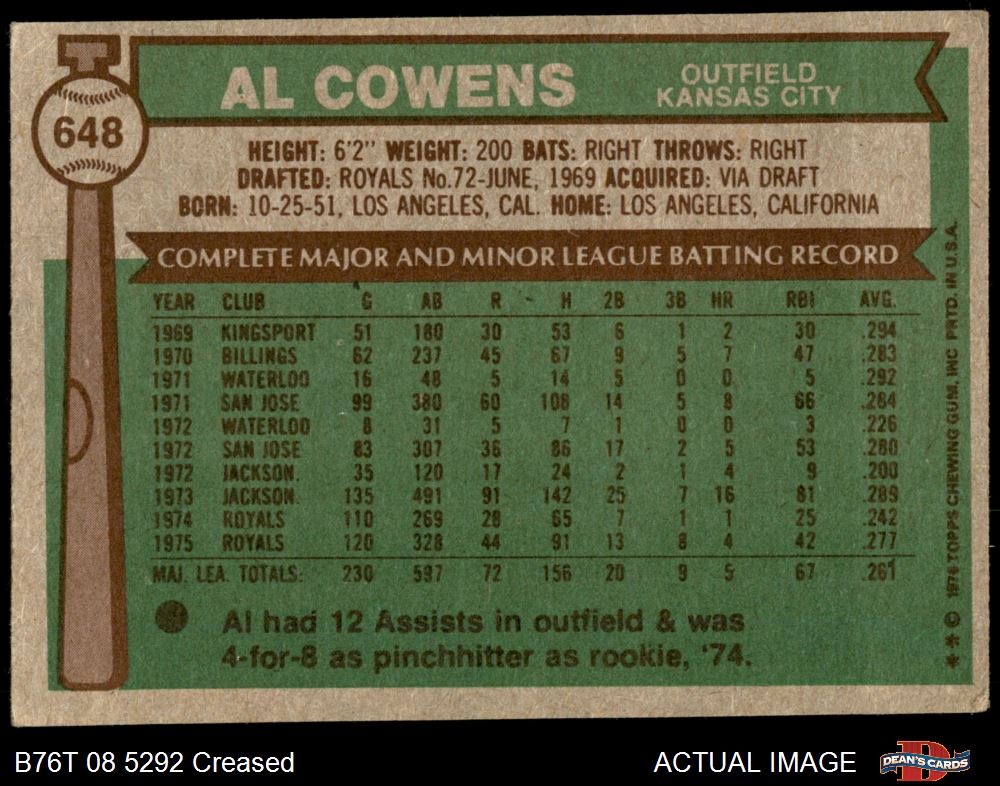 648
AL COWENS
OUTFIELD
KANSAS CITY
HEIGHT: 6'2" WEIGHT: 200 BATS: RIGHT THROWS: RIGHT
DRAFTED: ROYALS No.72-JUNE, 1969 ACQUIRED: VIA DRAFT
BORN: 10-25-51, LOS ANGELES, CAL. HOME: LOS ANGELES, CALIFORNIA
COMPLETE MAJOR AND MINOR LEAGUE BATTING RECORD
YEAR CLUB G AB R H 2B 3B HR RBI AVG.
1969 KINGSPORT 51 180 30 53 6 1 2 30 .294
1970 BILLINGS 62 237 45 67 9 5 7 47 .283
1971 WATERLOO 16 48 5 14 5 0 0 5 .292
1971 SAN JOSE 99 380 60 108 14 5 8 66 .284
1972 WATERLOO 8 31 5 7 1 0 0 3 .226
1972 SAN JOSE 83 307 36 86 17 2 5 53 .280
1972 JACKSON 35 120 17 24 2 1 4 9 .200
1973 JACKSON 135 491 91 142 25 7 16 81 .289
1974 ROYALS 110 269 28 65 7 1 1 25 .242
1975 ROYALS 120 328 44 91 13 8 4 42 .277
MAJ. LEA. TOTALS: 230 597 72 156 20 9 5 67 .261
Al had 12 Assists in outfield & was
4-for-8 as pinchhitter as rookie, '74.
**© 1976 TOPPS CHEWING GUM, INC PRTD. IN U.S.A.
B76T 08 5292 Creased
ACTUAL IMAGE
D
DEAN'S CARDS